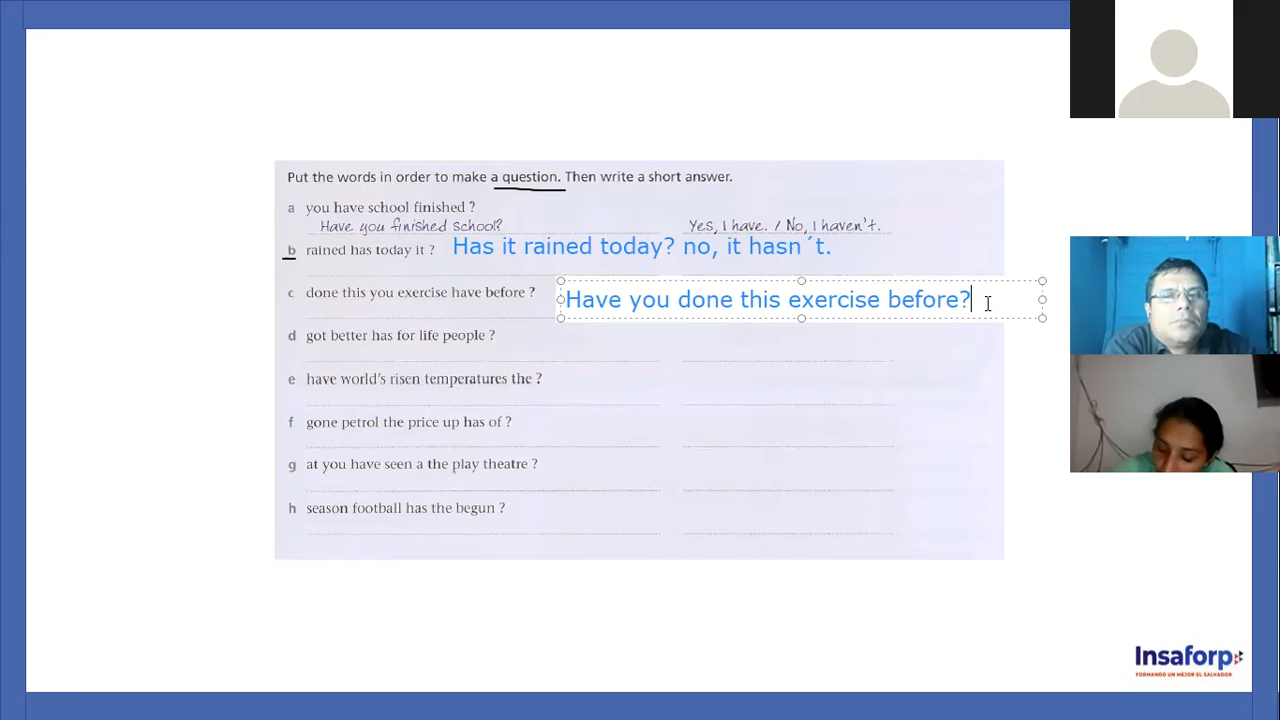 Put the words in order to make a question. Then write a short answer.
a you have school finished ?
Have you finished school? Yes, I have. / No, I haven't.
b rained has today it ? Has it rained today? no, it hasn´t.
c done this you exercise have before ? Have you done this exercise before?
d got better has for life people ?
e have world's risen temperatures the ?
f gone petrol the price up has of ?
g at you have seen a the play theatre ?
h season football has the begun ?
Insaforp
FORMANDO UN MEJOR EL SALVADOR